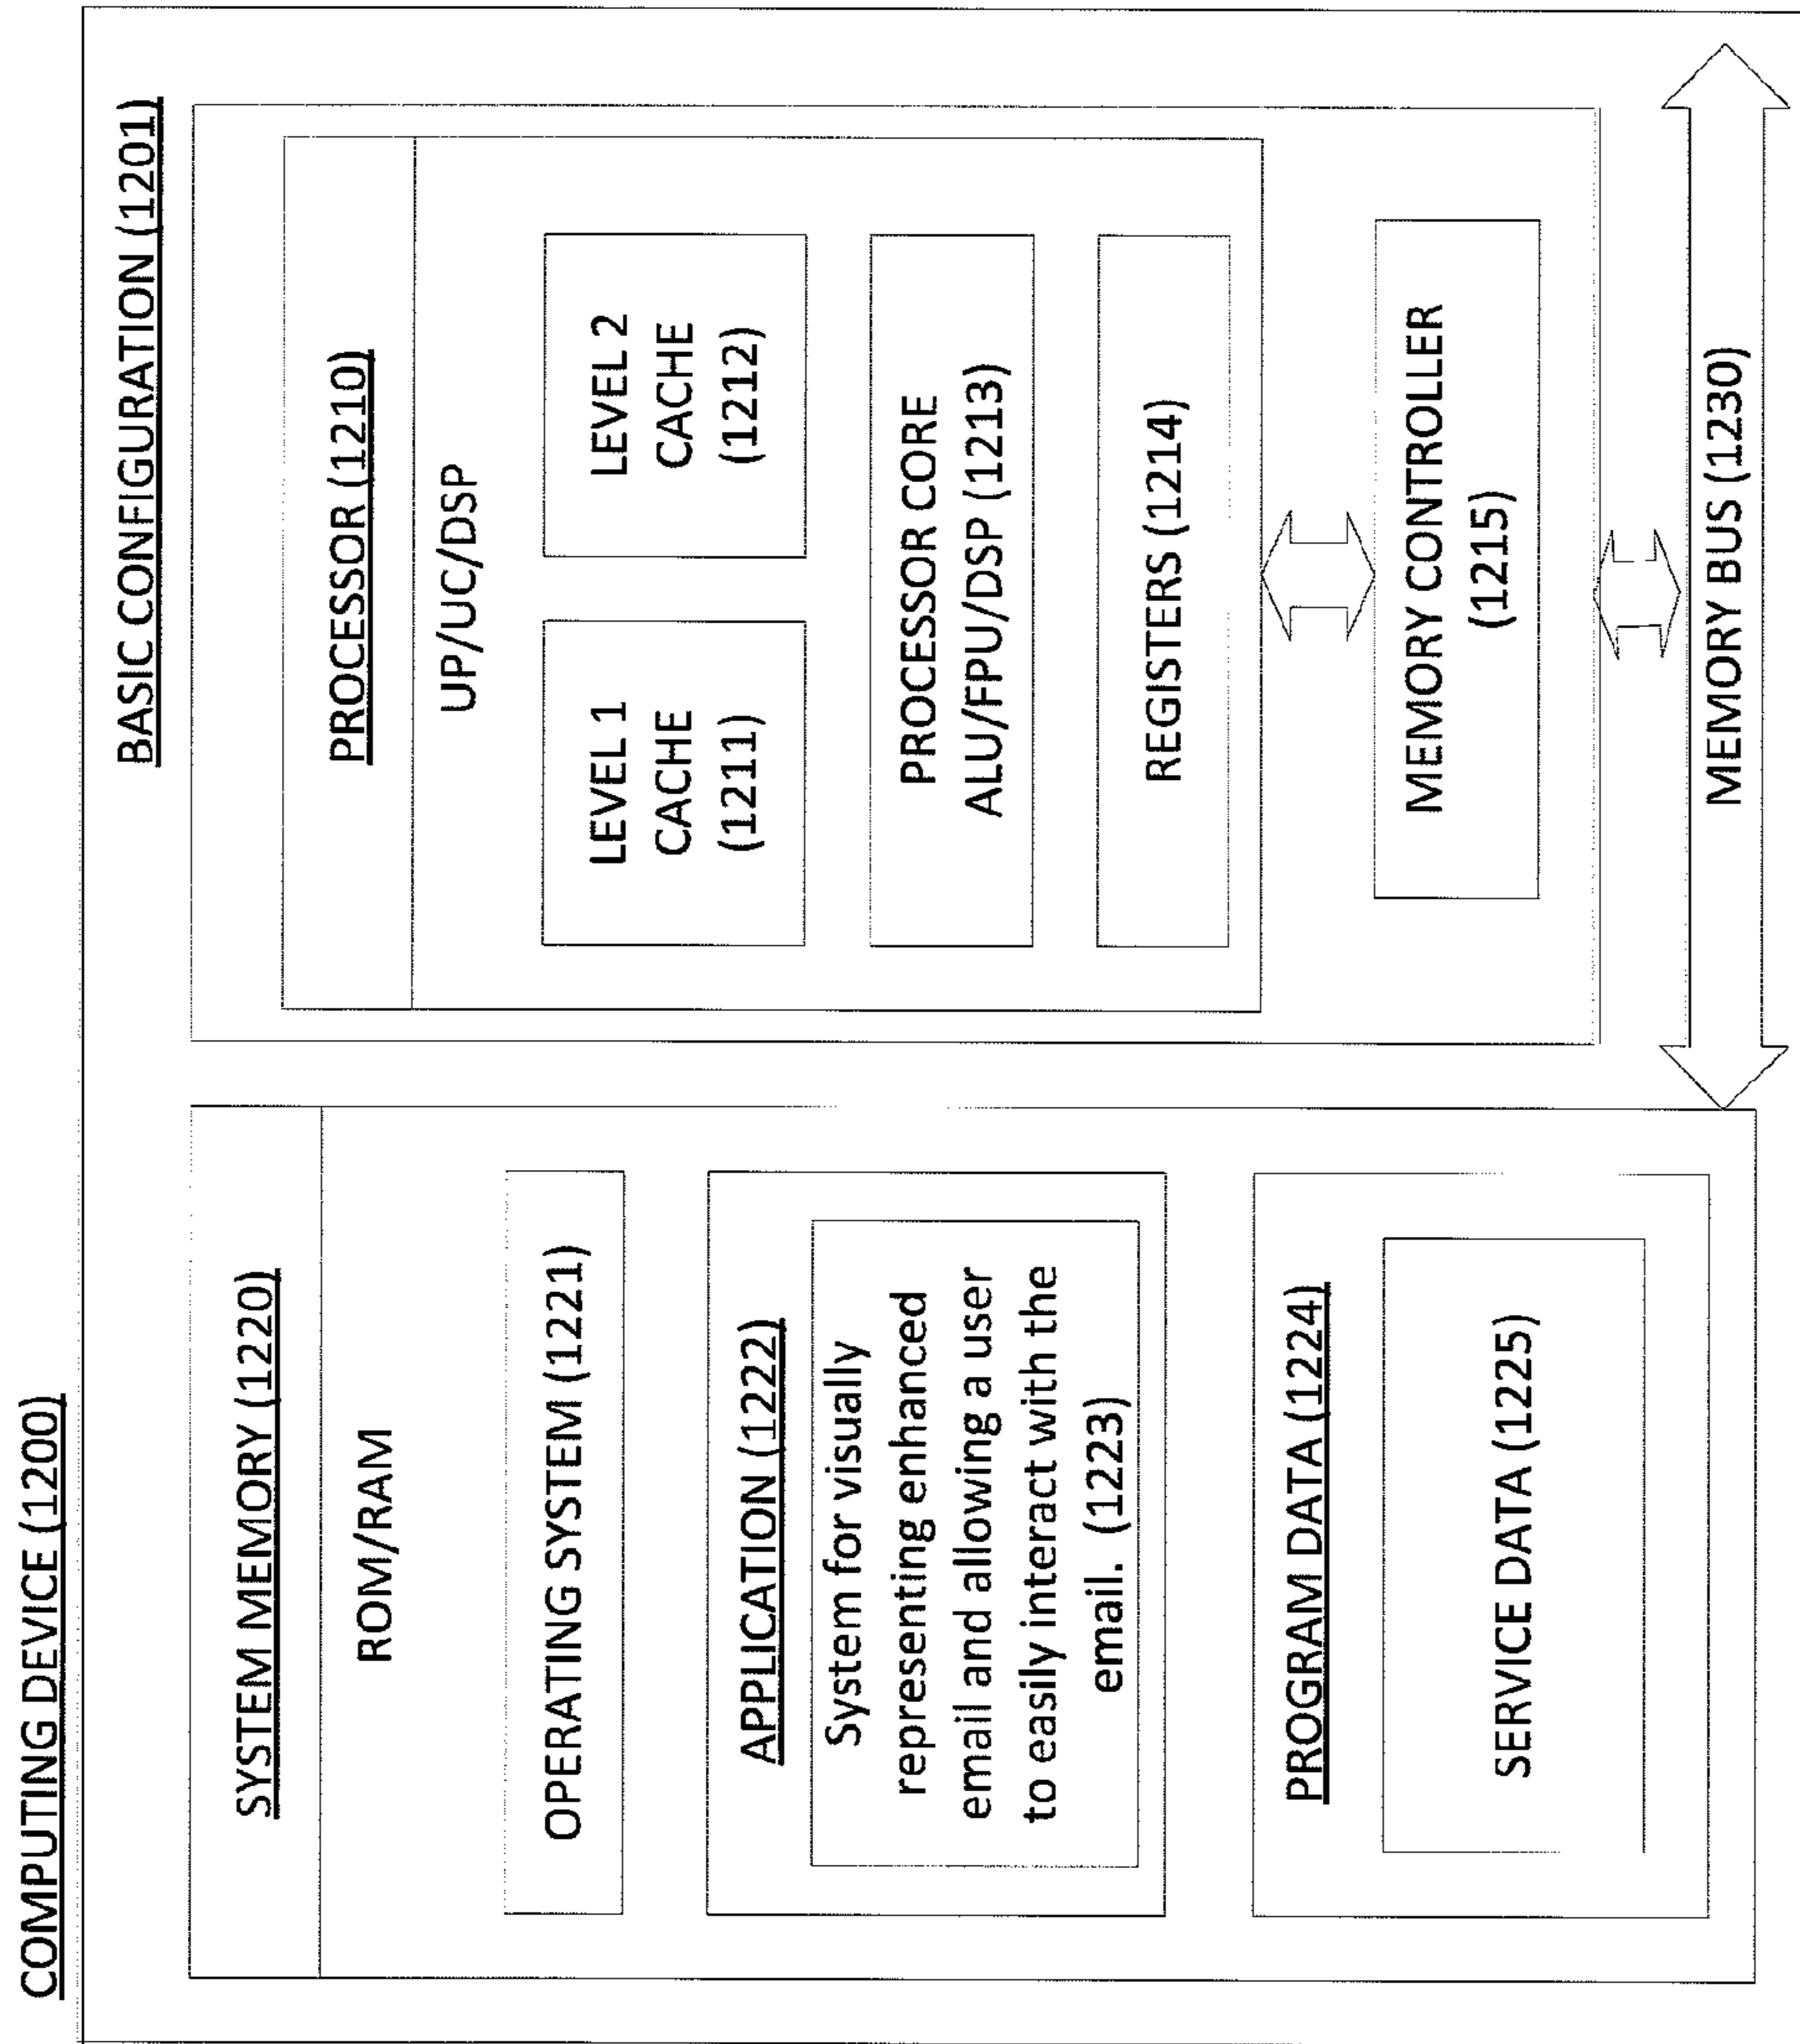 COMPUTING DEVICE (1200)
SYSTEM MEMORY (1220)
ROM/RAM
OPERATING SYSTEM (1221)
APPLICATION (1222)
System for visually
representing enhanced
email and allowing a user
to easily interact with the
email. (1223)
PROGRAM DATA (1224)
SERVICE DATA (1225)
BASIC CONFIGURATION (1201)
PROCESSOR (1210)
UP/UC/DSP
LEVEL 1
CACHE
(1211)
LEVEL 2
CACHE
(1212)
PROCESSOR CORE
ALU/FPU/DSP (1213)
REGISTERS (1214)
MEMORY CONTROLLER
(1215)
MEMORY BUS (1230)